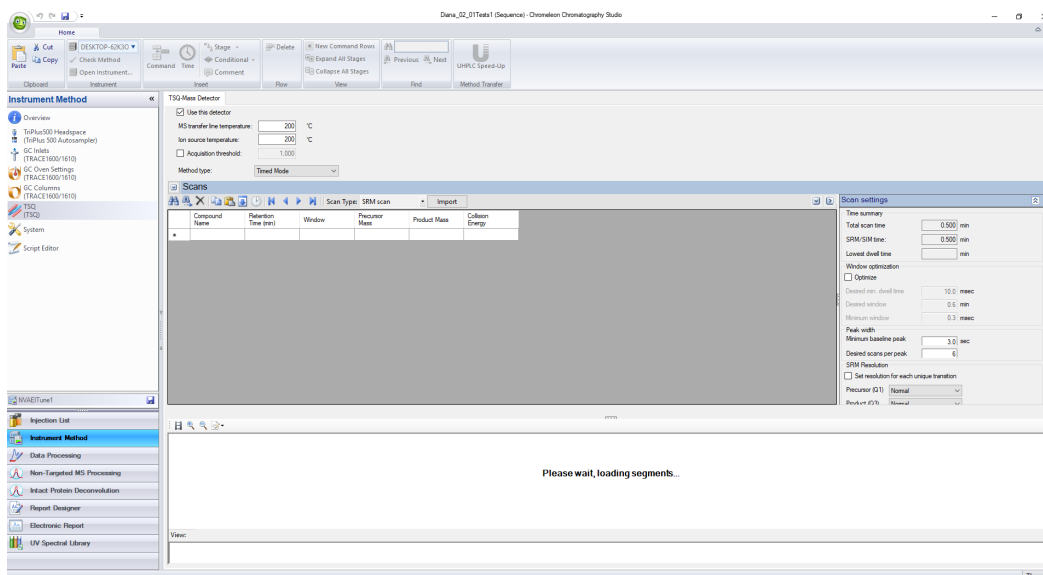 Diana_02_01Tests1 (Sequence) - Chromeleon Chromatography Studio
Home
Paste
Cut
Copy
Clipboard
DESKTOP-62K3O
Check Method
Open Instrument...
Instrument
Command
Time
Stage
Conditional
Comment
Insert
Delete
Row
New Command Rows
Expand All Stages
Collapse All Stages
View
Previous
Next
Find
UHPLC Speed-Up
Method Transfer
Instrument Method
Overview
TriPlus500 Headspace
(TriPlus 500 Autosampler)
GC Inlets
(TRACE1600/1610)
GC Oven Settings
(TRACE1600/1610)
GC Columns
(TRACE1600/1610)
TSQ
(TSQ)
System
Script Editor
NVAEITune1
Injection List
Instrument Method
Data Processing
Non-Targeted MS Processing
Intact Protein Deconvolution
Report Designer
Electronic Report
UV Spectral Library
TSQ-Mass Detector
Use this detector
MS transfer line temperature: 200 °C
Ion source temperature: 200 °C
Acquisition threshold: 1,000
Method type: Timed Mode
Scans
Scan Type: SRM scan Import
Compound Name
Retention Time (min)
Window
Precursor Mass
Product Mass
Collision Energy
Scan settings
Time summary
Total scan time 0.500 min
SRM/SIM time: 0.500 min
Lowest dwell time min
Window optimization
Optimize
Desired min. dwell time 10.0 msec
Desired window 0.6 min
Minimum window 0.3 msec
Peak width
Minimum baseline peak 3.0 sec
Desired scans per peak 6
SRM Resolution
Set resolution for each unique transition
Precursor (Q1) Normal
Product (Q3) Normal
Please wait, loading segments...
View: